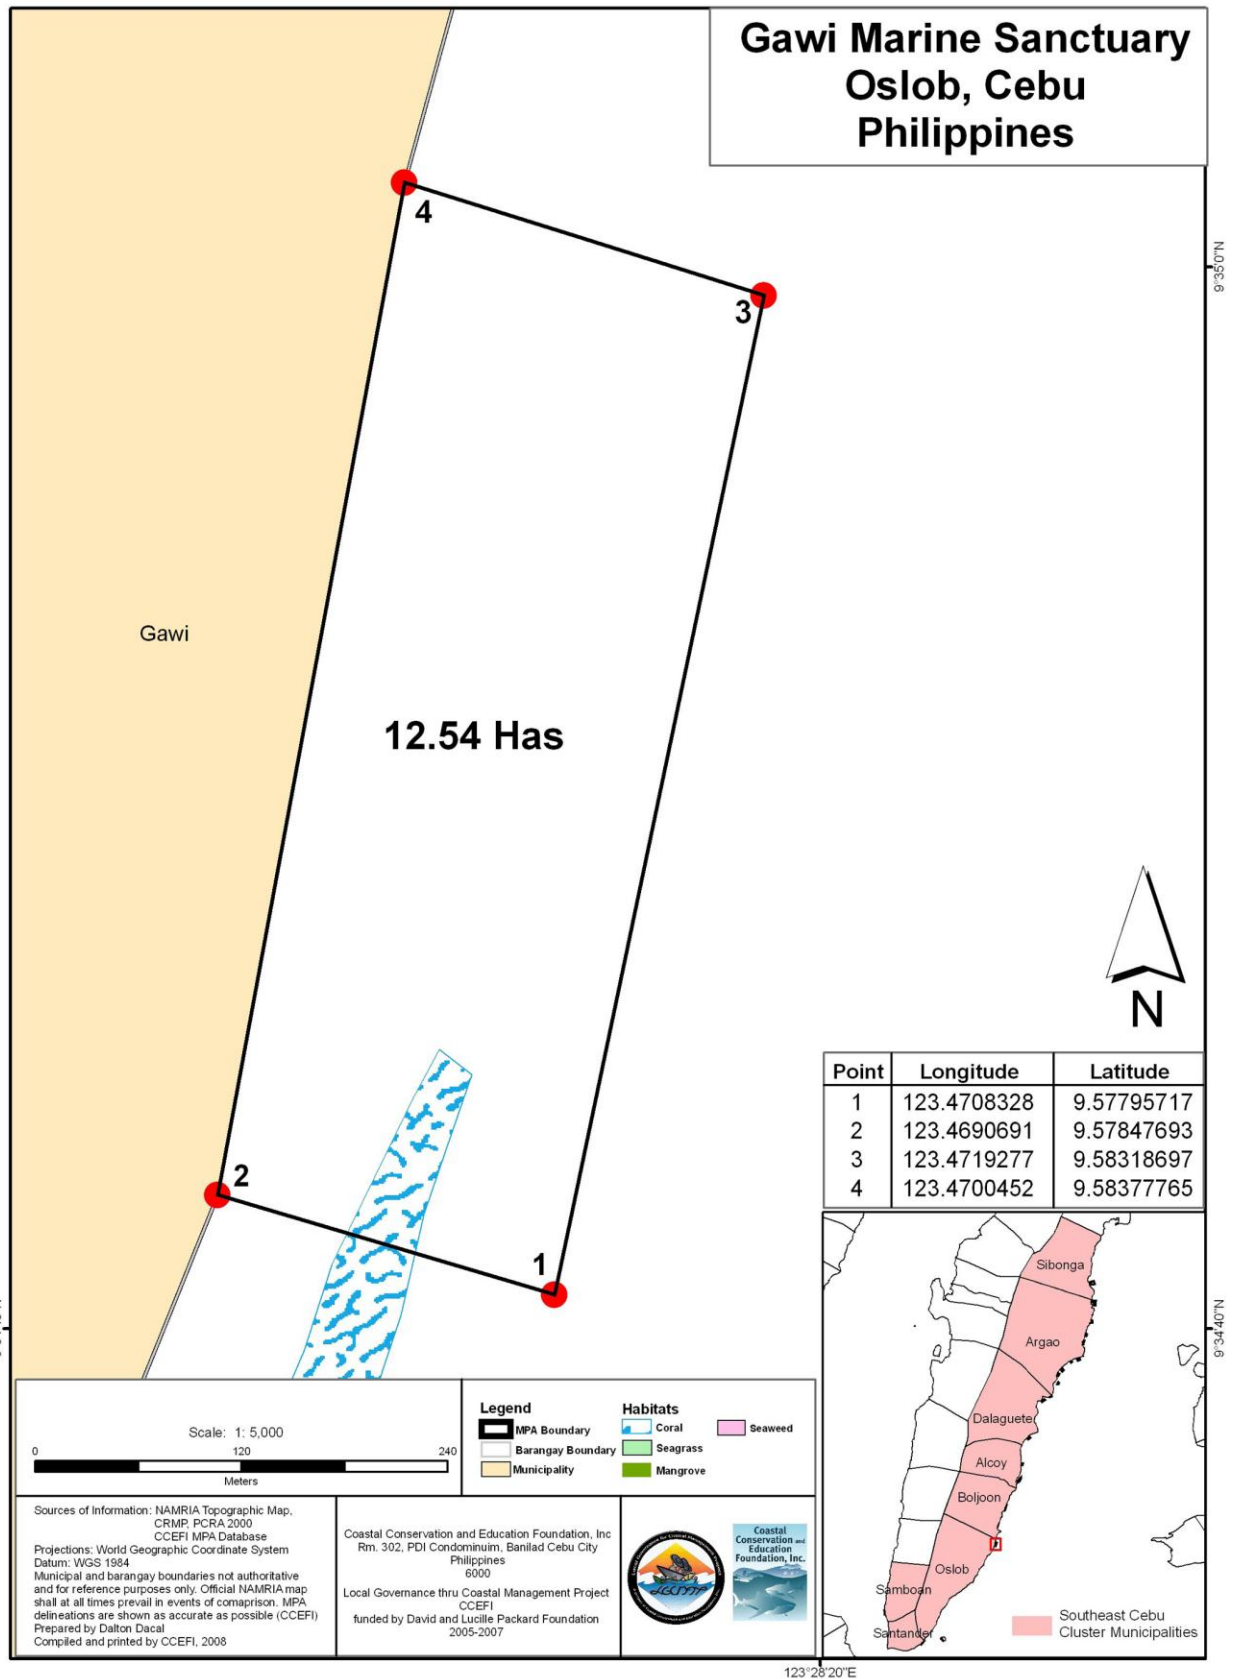 Gawi Marine Sanctuary
Oslob, Cebu
Philippines
4
3
9°35'0"N
Gawi
12.54 Has
N
2
1
Point Longitude Latitude
1 123.4708328 9.57795717
2 123.4690691 9.57847693
3 123.4719277 9.58318697
4 123.4700452 9.58377765
9°34'40"N
Sibonga
Argao
Dalaguete
Alcoy
Boljoon
Oslob
Samboan
Santander
Southeast Cebu
Cluster Municipalities
Scale: 1: 5,000
0 120 240
Meters
Legend
MPA Boundary
Barangay Boundary
Municipality
Habitats
Coral
Seagrass
Mangrove
Seaweed
Sources of Information: NAMRIA Topographic Map,
CRMP, PCRA 2000
CCEFI MPA Database
Projections: World Geographic Coordinate System
Datum: WGS 1984
Municipal and barangay boundaries not authoritative
and for reference purposes only. Official NAMRIA map
shall at all times prevail in events of comaprison. MPA
delineations are shown as accurate as possible (CCEFI)
Prepared by Dalton Dacal
Compiled and printed by CCEFI, 2008
Coastal Conservation and Education Foundation, Inc
Rm. 302, PDI Condominuim, Banilad Cebu City
Philippines
6000
Local Governance thru Coastal Management Project
CCEFI
funded by David and Lucille Packard Foundation
2005-2007
LGCMP
Coastal
Conservation and
Education
Foundation, Inc.
123°28'20"E